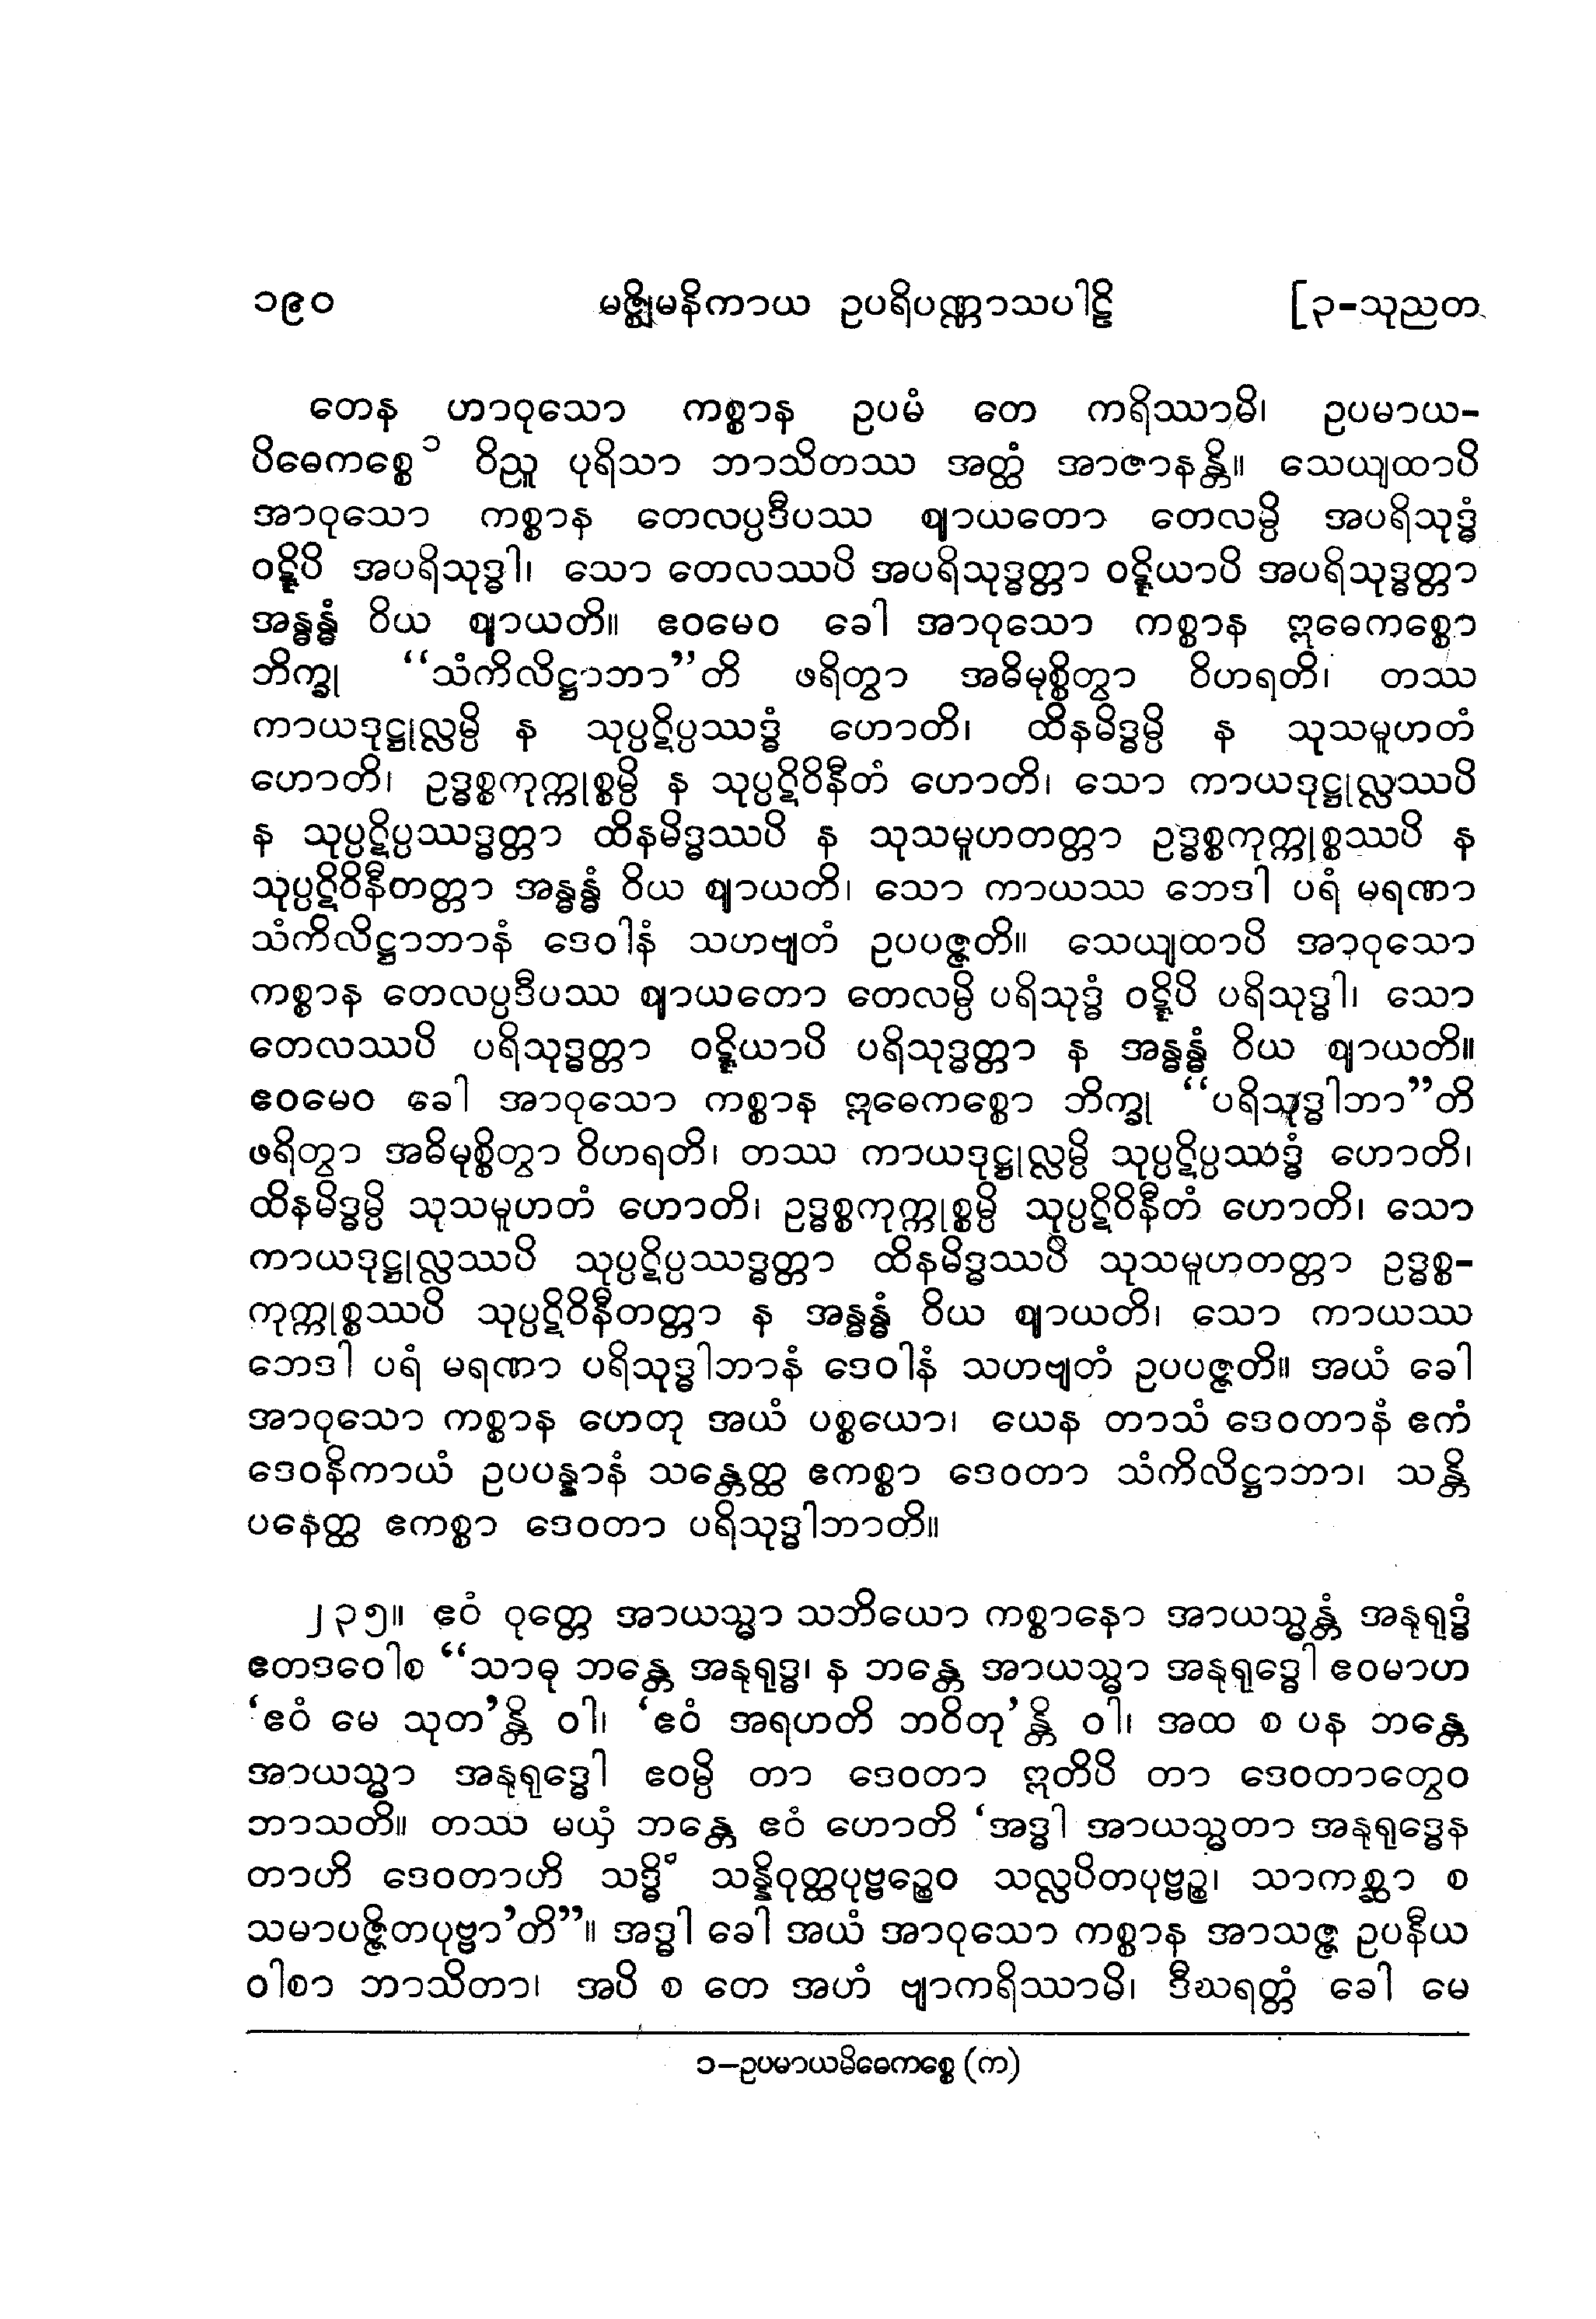 ၁၉၀ မဇ္ဈိမနိကာယ ဥပရိပဏ္ဏာသပါဠိ [၃-သုညတ
တေန ဟာဝုသော ကစ္စာန ဥပမံ တေ ကရိဿာမိ၊ ဥပမာယ-
ပိဓေကစ္စေ ၁ ဝိညူ ပုရိသာ ဘာသိတဿ အတ္ထံ အာဇာနန္တိ။ သေယျထာပိ
အာဝုသော ကစ္စာန တေလပ္ပဒီပဿ ဈာယတော တေလမ္ပိ အပရိသုဒ္ဓံ
ဝဋ္ဋိပိ အပရိသုဒ္ဓါ၊ သော တေလဿပိ အပရိသုဒ္ဓတ္တာ ဝဋ္ဋိယာပိ အပရိသုဒ္ဓတ္တာ
အန္ဓန္ဓံ ဝိယ ဈာယတိ။ ဧဝမေဝ ခေါ အာဝုသော ကစ္စာန ဣဓေကစ္စော
ဘိက္ခု “သံကိလိဋ္ဌာဘာ”တိ ဖရိတွာ အဓိမုစ္စိတွာ ဝိဟရတိ၊ တဿ
ကာယဒုဋ္ဌုလ္လမ္ပိ န သုပ္ပဋိပ္ပဿဒ္ဓံ ဟောတိ၊ ထိနမိဒ္ဓမ္ပိ န သုသမူဟတံ
ဟောတိ၊ ဥဒ္ဓစ္စကုက္ကုစ္စမ္ပိ န သုပ္ပဋိဝိနီတံ ဟောတိ၊ သော ကာယဒုဋ္ဌုလ္လဿပိ
န သုပ္ပဋိပ္ပဿဒ္ဓတ္တာ ထိနမိဒ္ဓဿပိ န သုသမူဟတတ္တာ ဥဒ္ဓစ္စကုက္ကုစ္စဿပိ န
သုပ္ပဋိဝိနီတတ္တာ အန္ဓန္ဓံ ဝိယ ဈာယတိ၊ သော ကာယဿ ဘေဒါ ပရံ မရဏာ
သံကိလိဋ္ဌာဘာနံ ဒေဝါနံ သဟဗျတံ ဥပပဇ္ဇတိ။ သေယျထာပိ အာဝုသော
ကစ္စာန တေလပ္ပဒီပဿ ဈာယတော တေလမ္ပိ ပရိသုဒ္ဓံ ဝဋ္ဋိပိ ပရိသုဒ္ဓါ၊ သော
တေလဿပိ ပရိသုဒ္ဓတ္တာ ဝဋ္ဋိယာပိ ပရိသုဒ္ဓတ္တာ န အန္ဓန္ဓံ ဝိယ ဈာယတိ။
ဧဝမေဝ ခေါ အာဝုသော ကစ္စာန ဣဓေကစ္စော ဘိက္ခု “ပရိသုဒ္ဓါဘာ”တိ
ဖရိတွာ အဓိမုစ္စိတွာ ဝိဟရတိ၊ တဿ ကာယဒုဋ္ဌုလ္လမ္ပိ သုပ္ပဋိပ္ပဿဒ္ဓံ ဟောတိ၊
ထိနမိဒ္ဓမ္ပိ သုသမူဟတံ ဟောတိ၊ ဥဒ္ဓစ္စကုက္ကုစ္စမ္ပိ သုပ္ပဋိဝိနီတံ ဟောတိ၊ သော
ကာယဒုဋ္ဌုလ္လဿပိ သုပ္ပဋိပ္ပဿဒ္ဓတ္တာ ထိနမိဒ္ဓဿပိ သုသမူဟတတ္တာ ဥဒ္ဓစ္စ-
ကုက္ကုစ္စဿပိ သုပ္ပဋိဝိနီတတ္တာ န အန္ဓန္ဓံ ဝိယ ဈာယတိ၊ သော ကာယဿ
ဘေဒါ ပရံ မရဏာ ပရိသုဒ္ဓါဘာနံ ဒေဝါနံ သဟဗျတံ ဥပပဇ္ဇတိ။ အယံ ခေါ
အာဝုသော ကစ္စာန ဟေတု အယံ ပစ္စယော၊ ယေန တာသံ ဒေဝတာနံ ဧကံ
ဒေဝနိကာယံ ဥပပန္နာနံ သန္တေတ္ထ ဧကစ္စာ ဒေဝတာ သံကိလိဋ္ဌာဘာ၊ သန္တိ
ပနေတ္ထ ဧကစ္စာ ဒေဝတာ ပရိသုဒ္ဓါဘာတိ။
၂၃၅။ ဧဝံ ဝုတ္တေ အာယသ္မာ သဘိယော ကစ္စာနော အာယသ္မန္တံ အနုရုဒ္ဓံ
ဧတဒဝေါစ “သာဓု ဘန္တေ အနုရုဒ္ဓ၊ န ဘန္တေ အာယသ္မာ အနုရုဒ္ဓေါ ဧဝမာဟ
‘ဧဝံ မေ သုတ’န္တိ ဝါ၊ ‘ဧဝံ အရဟတိ ဘဝိတု’န္တိ ဝါ၊ အထ စ ပန ဘန္တေ
အာယသ္မာ အနုရုဒ္ဓေါ ဧဝမ္ပိ တာ ဒေဝတာ ဣတိပိ တာ ဒေဝတာတွေဝ
ဘာသတိ။ တဿ မယှံ ဘန္တေ ဧဝံ ဟောတိ ‘အဒ္ဓါ အာယသ္မတာ အနုရုဒ္ဓေန
တာဟိ ဒေဝတာဟိ သဒ္ဓိံ သန္နိဝုတ္ထပုဗ္ဗဉ္စေဝ သလ္လပိတပုဗ္ဗဉ္စ၊ သာကစ္ဆာ စ
သမာပဇ္ဇိတပုဗ္ဗာ’တိ”။ အဒ္ဓါ ခေါ အယံ အာဝုသော ကစ္စာန အာသဇ္ဇ ဥပနီယ
ဝါစာ ဘာသိတာ၊ အပိ စ တေ အဟံ ဗျာကရိဿာမိ၊ ဒီဃရတ္တံ ခေါ မေ
၁-ဥပမာယမိဓေကစ္စေ (က)